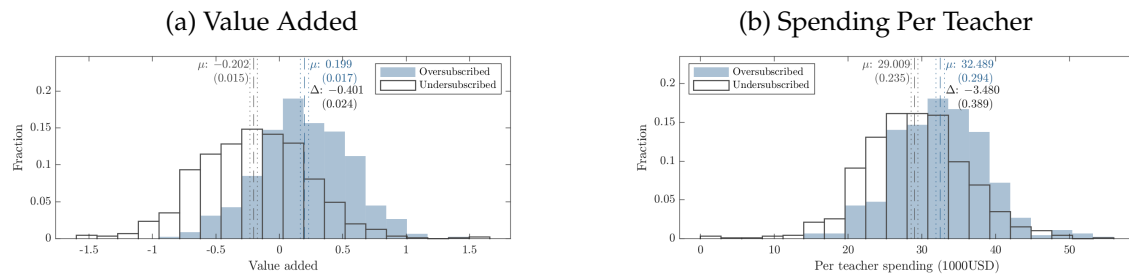 (a) Value Added
μ: −0.202
(0.015)
μ: 0.199
(0.017)
Δ: −0.401
(0.024)
Oversubscribed
Undersubscribed
0.2
0.15
0.1
0.05
0
Fraction
-1.5 -1 -0.5 0 0.5 1 1.5
Value added
(b) Spending Per Teacher
μ: 29.009
(0.235)
μ: 32.489
(0.294)
Δ: −3.480
(0.389)
Oversubscribed
Undersubscribed
0.2
0.15
0.1
0.05
0
Fraction
0 10 20 30 40 50
Per teacher spending (1000USD)